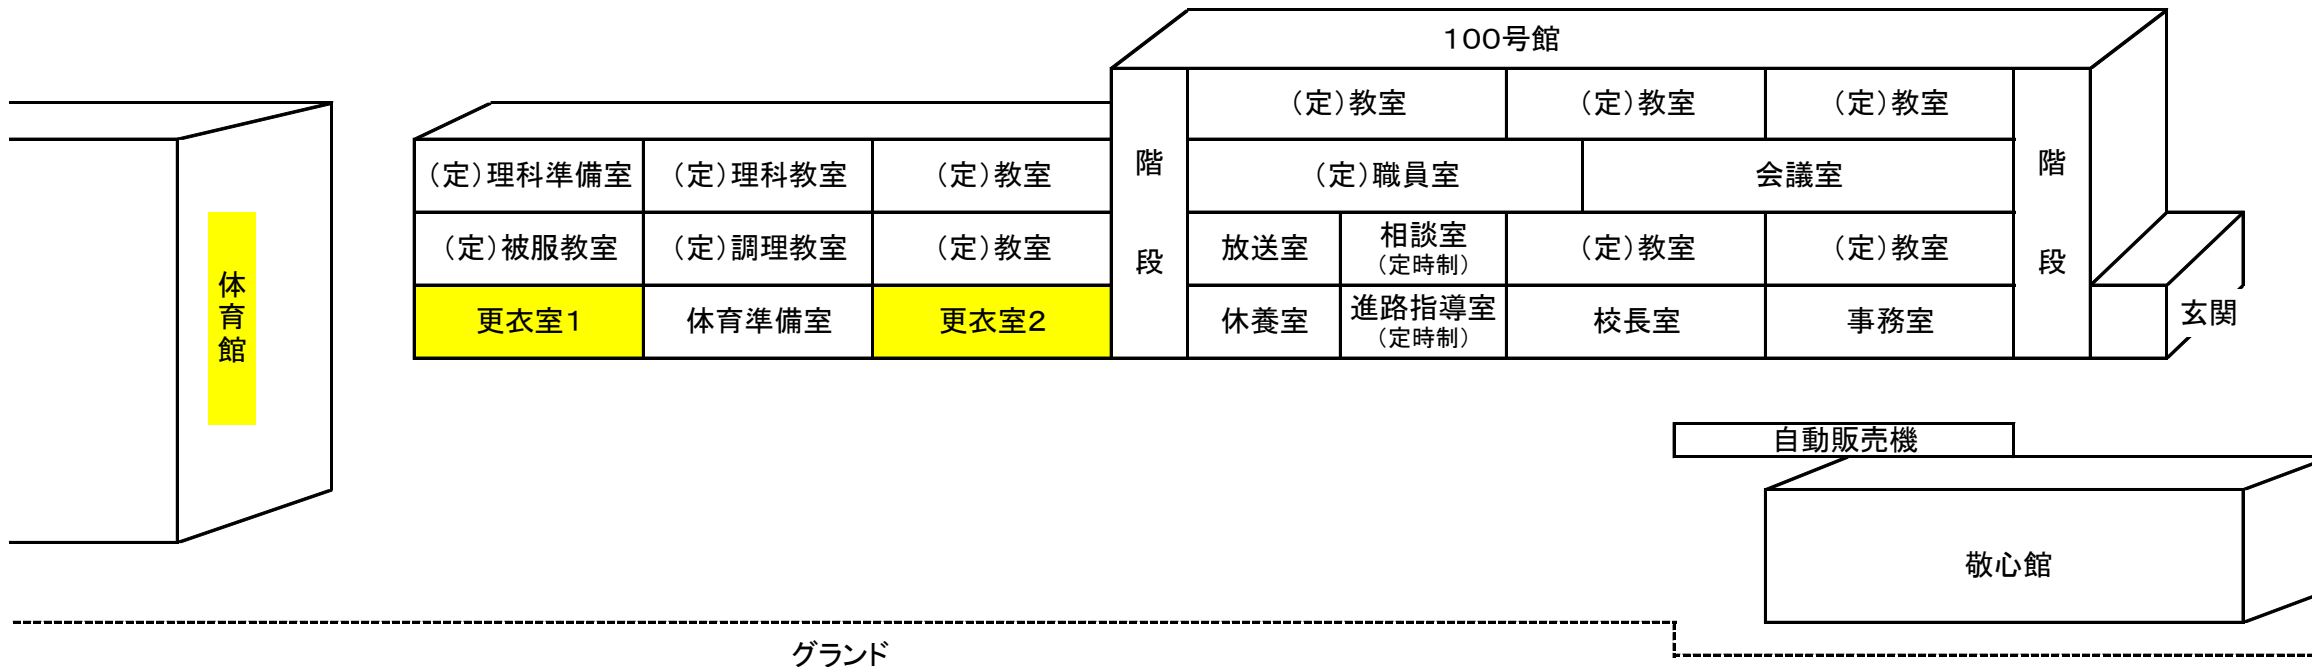 100号館
(定)教室
(定)教室
(定)教室
(定)理科準備室
(定)理科教室
(定)教室
階段
(定)職員室
会議室
階段
(定)被服教室
(定)調理教室
(定)教室
放送室
相談室
(定時制)
(定)教室
(定)教室
体育館
更衣室1
体育準備室
更衣室2
休養室
進路指導室
(定時制)
校長室
事務室
玄関
自動販売機
敬心館
グランド